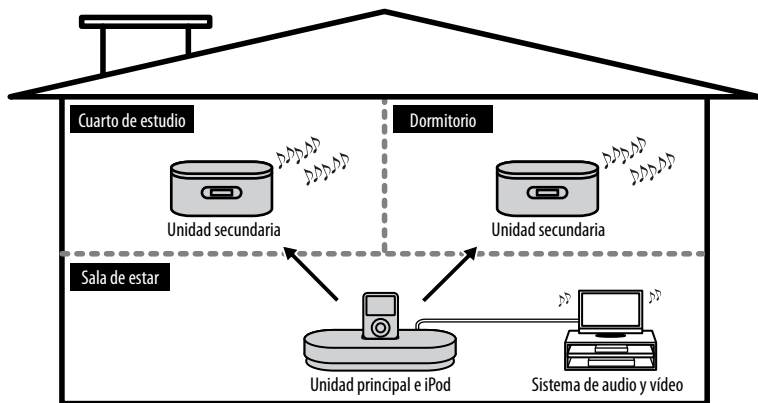 Cuarto de estudio
Dormitorio
Unidad secundaria
Unidad secundaria
Sala de estar
Unidad principal e iPod
Sistema de audio y vídeo